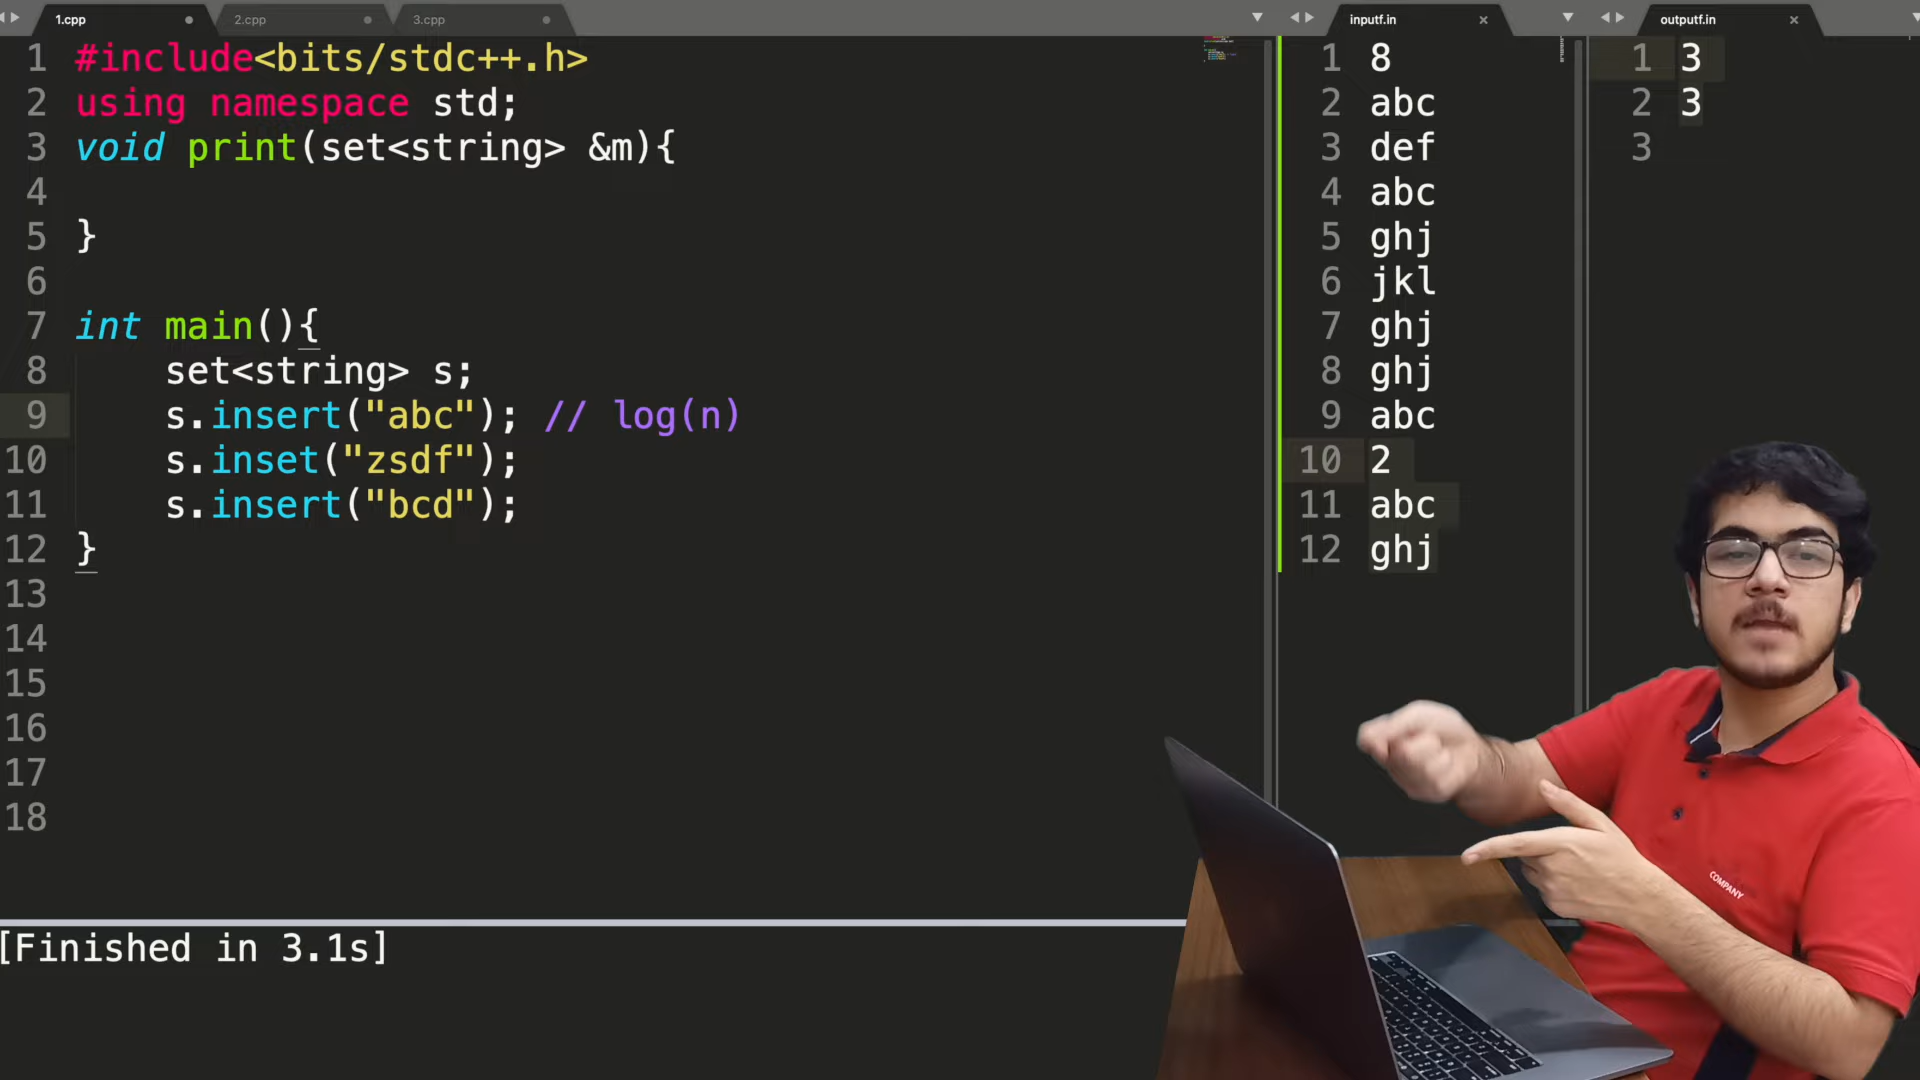 1.cpp 2.cpp 3.cpp
1 #include<bits/stdc++.h>
2 using namespace std;
3 void print(set<string> &m){
4
5 }
6
7 int main(){
8 set<string> s;
9 s.insert("abc"); // log(n)
10 s.inset("zsdf");
11 s.insert("bcd");
12 }
13
14
15
16
17
18
[Finished in 3.1s]
inputf.in
1 8
2 abc
3 def
4 abc
5 ghj
6 jkl
7 ghj
8 ghj
9 abc
10 2
11 abc
12 ghj
outputf.in
1 3
2 3
3
COMPANY